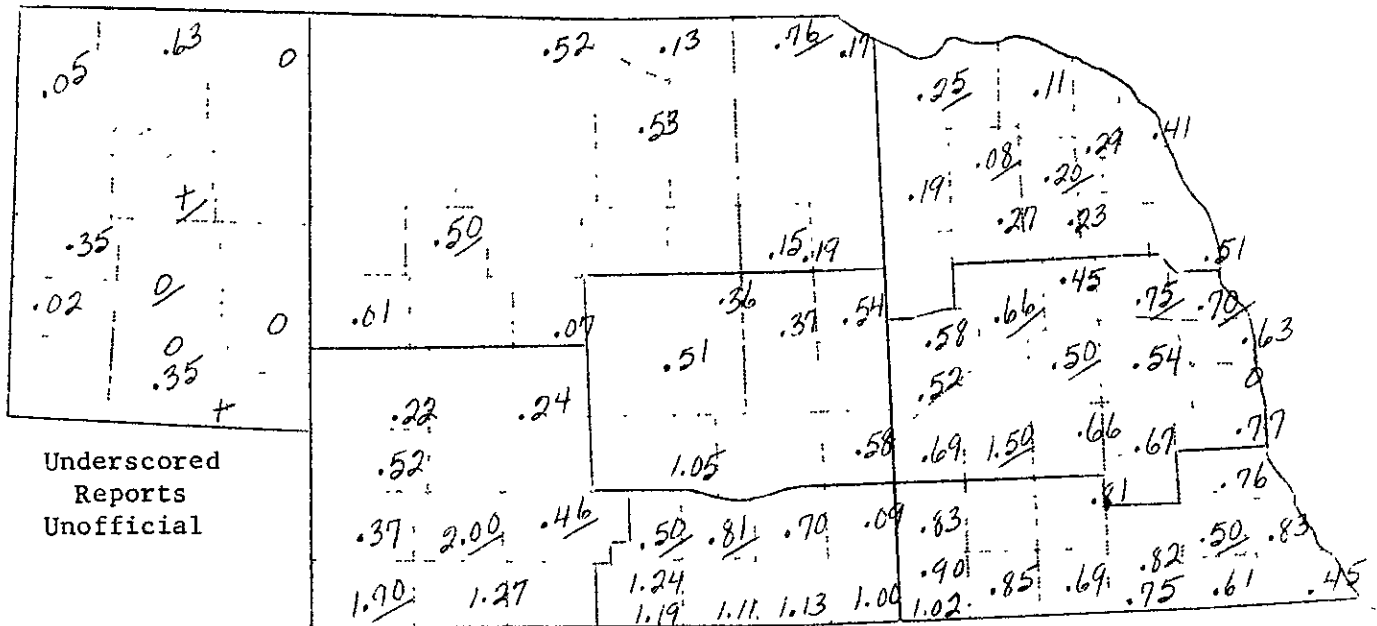 .05 .63 0 .52 .13 .76 .17
.25 .11
.53 .41
.08 .20 .29
.19
+ .27 .23
.35 .50 .15 .19 .51
.02 0 0 .01 .07 .36 .37 .54 .45 .75 .70
.58 .66 .63
0 .51 .50 .54
.35 .52 0
+ .22 .24
.52 1.05 .58 .69 1.50 .66 .67 .77
Underscored
Reports
Unofficial
.81 .76
.37 2.00 .46 .50 .81 .70 .09 .83 .50 .83
1.24 .90 .85 .69 .82
1.70 1.27 1.19 1.11 1.13 1.00 1.02 .75 .61 .45